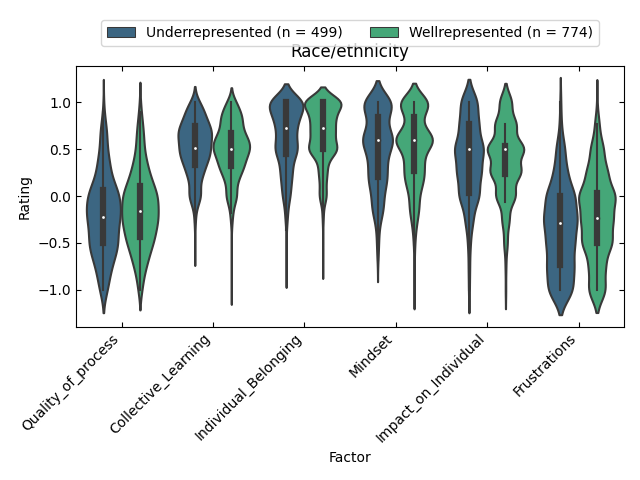 Underrepresented (n = 499) Wellrepresented (n = 774)
Race/ethnicity
1.0
0.5
0.0
−0.5
−1.0
Rating
Quality_of_process
Collective_Learning
Individual_Belonging
Mindset
Impact_on_Individual
Frustrations
Factor